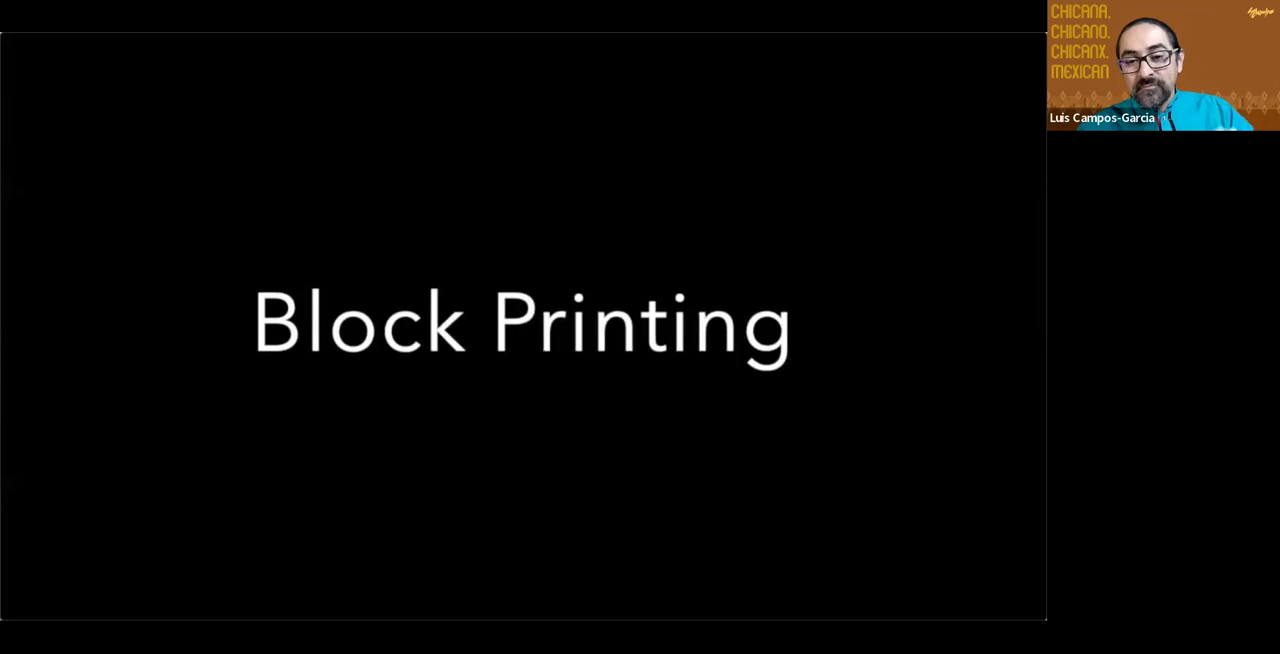 Block Printing
CHICANA,
CHICANO,
CHICANX,
MEXICAN
Luis Campos-Garcia